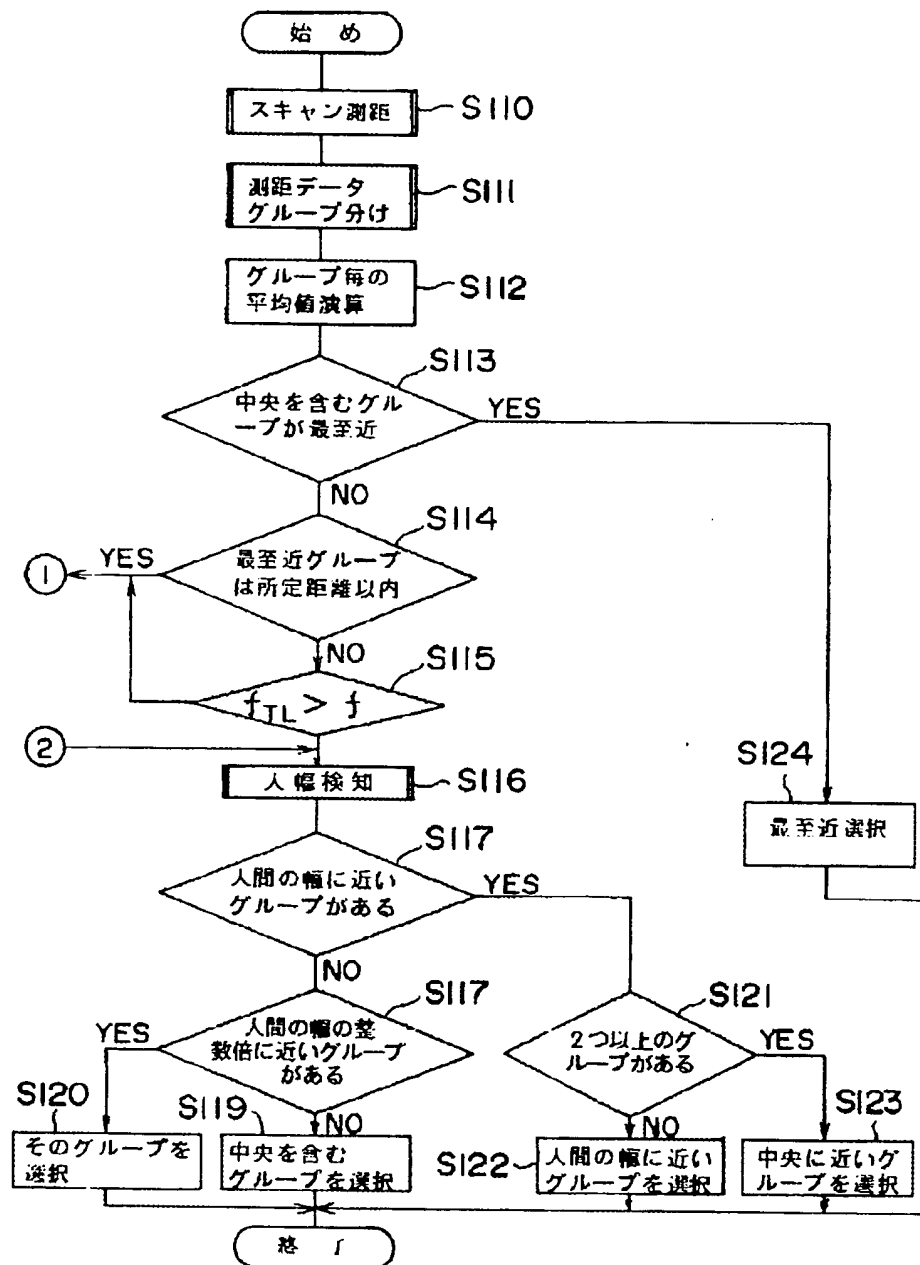 始め
スキャン測距
S110
測距データ
グループ分け
S111
グループ毎の
平均値演算
S112
S113
中央を含むグル
ープが最至近
YES
NO
S114
最至近グループ
は所定距離以内
YES
1
NO
S115
fTL > f
2
人幅検知
S116
S124
最至近選択
S117
人間の幅に近い
グループがある
YES
NO
S117
人間の幅の整
数倍に近いグループ
がある
YES
S121
2つ以上のグ
ループがある
YES
S120
そのグループを
選択
S119
NO
中央を含む
グループを選択
S122
NO
人間の幅に近い
グループを選択
S123
中央に近いグ
ループを選択
終了